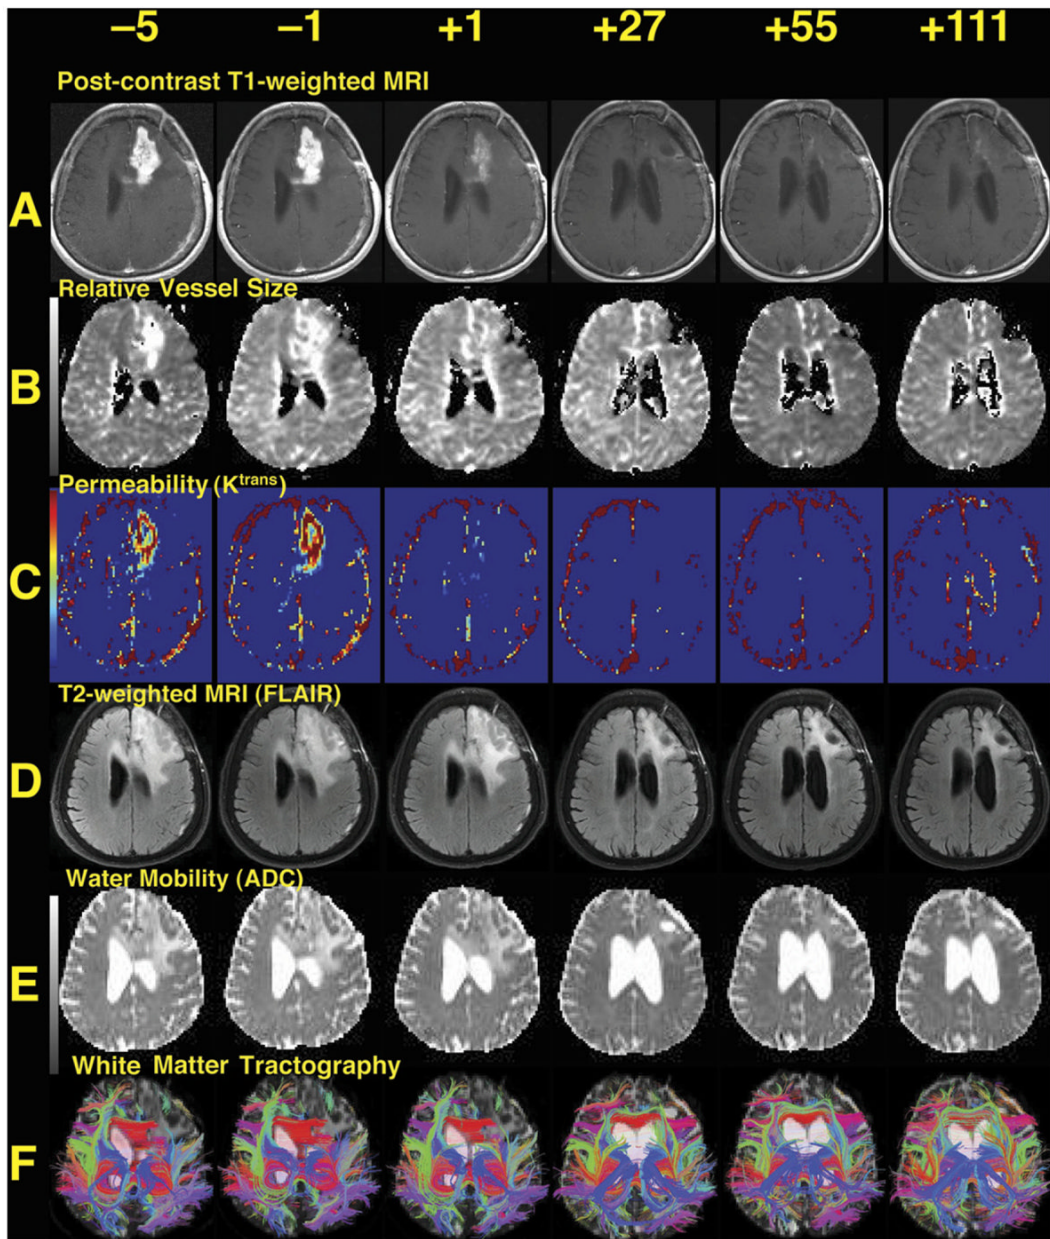 –5 –1 +1 +27 +55 +111
Post-contrast T1-weighted MRI
A
Relative Vessel Size
B
Permeability (Ktrans)
C
T2-weighted MRI (FLAIR)
D
Water Mobility (ADC)
E
White Matter Tractography
F